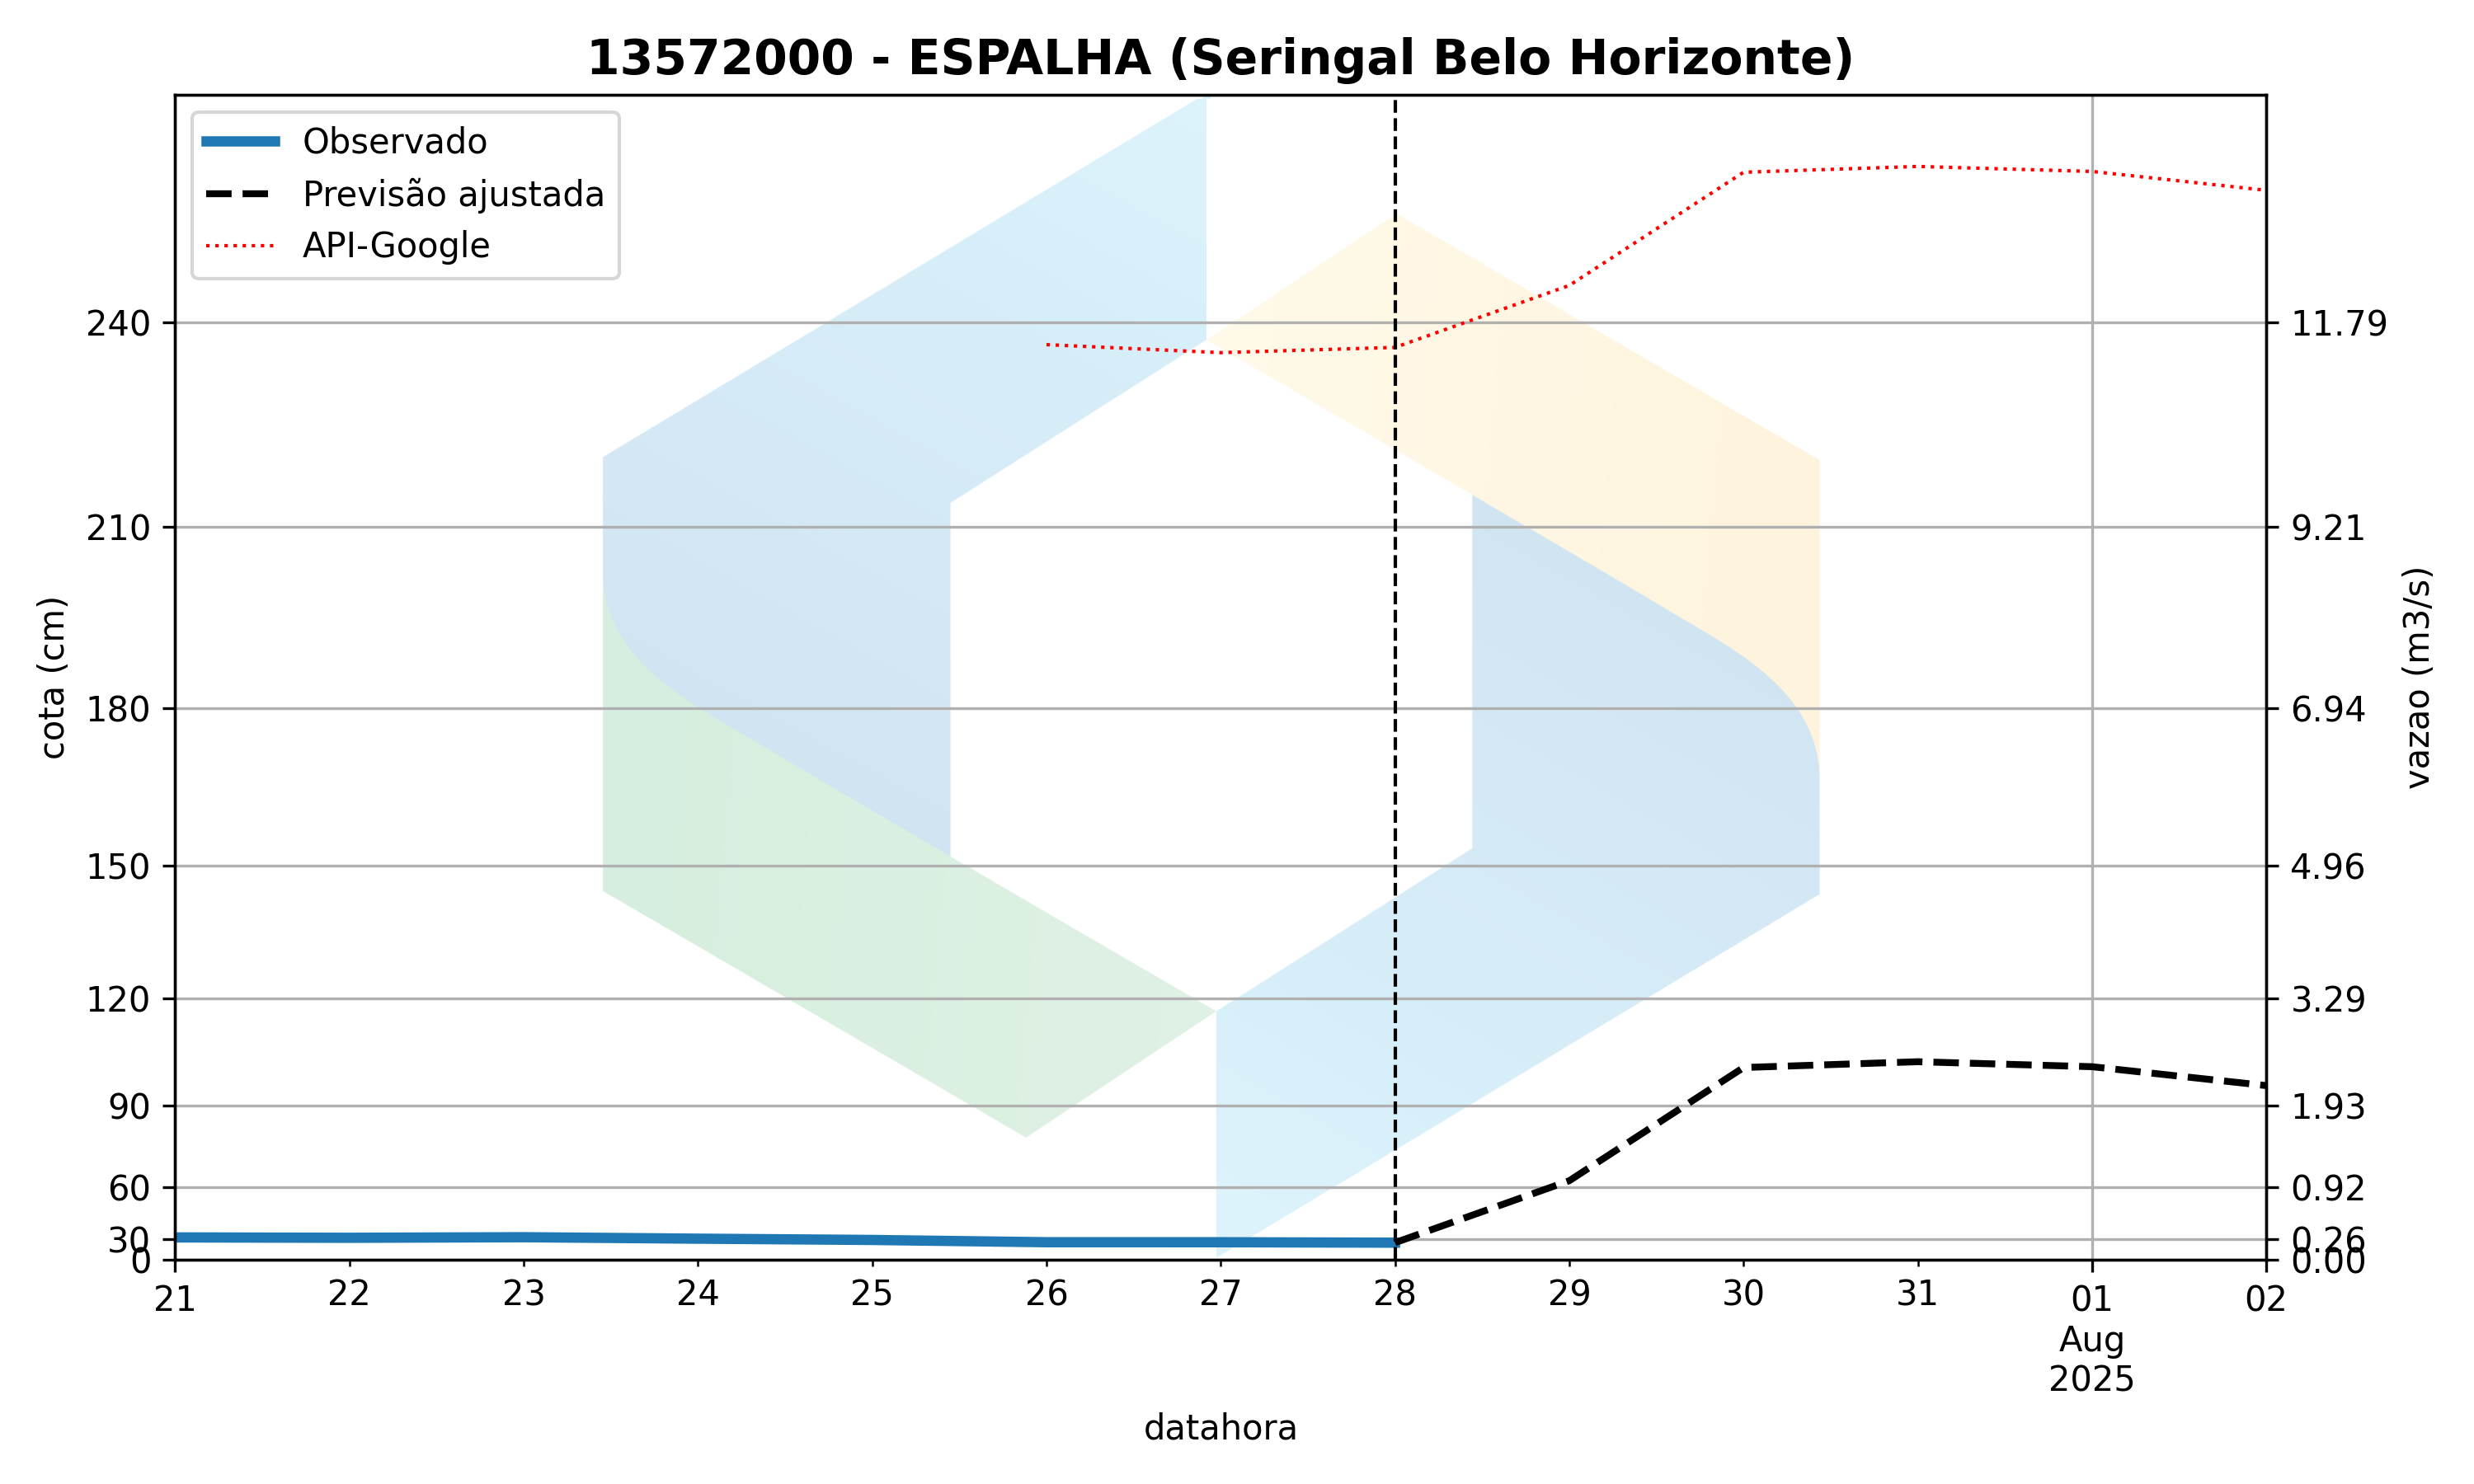 13572000 - ESPALHA (Seringal Belo Horizonte)
Observado
Previsão ajustada
API-Google
240
210
180
150
120
90
60
30
0
cota (cm)
11.79
9.21
6.94
4.96
3.29
1.93
0.92
0.26
0.00
vazao (m3/s)
21 22 23 24 25 26 27 28 29 30 31 01 02
Aug
2025
datahora